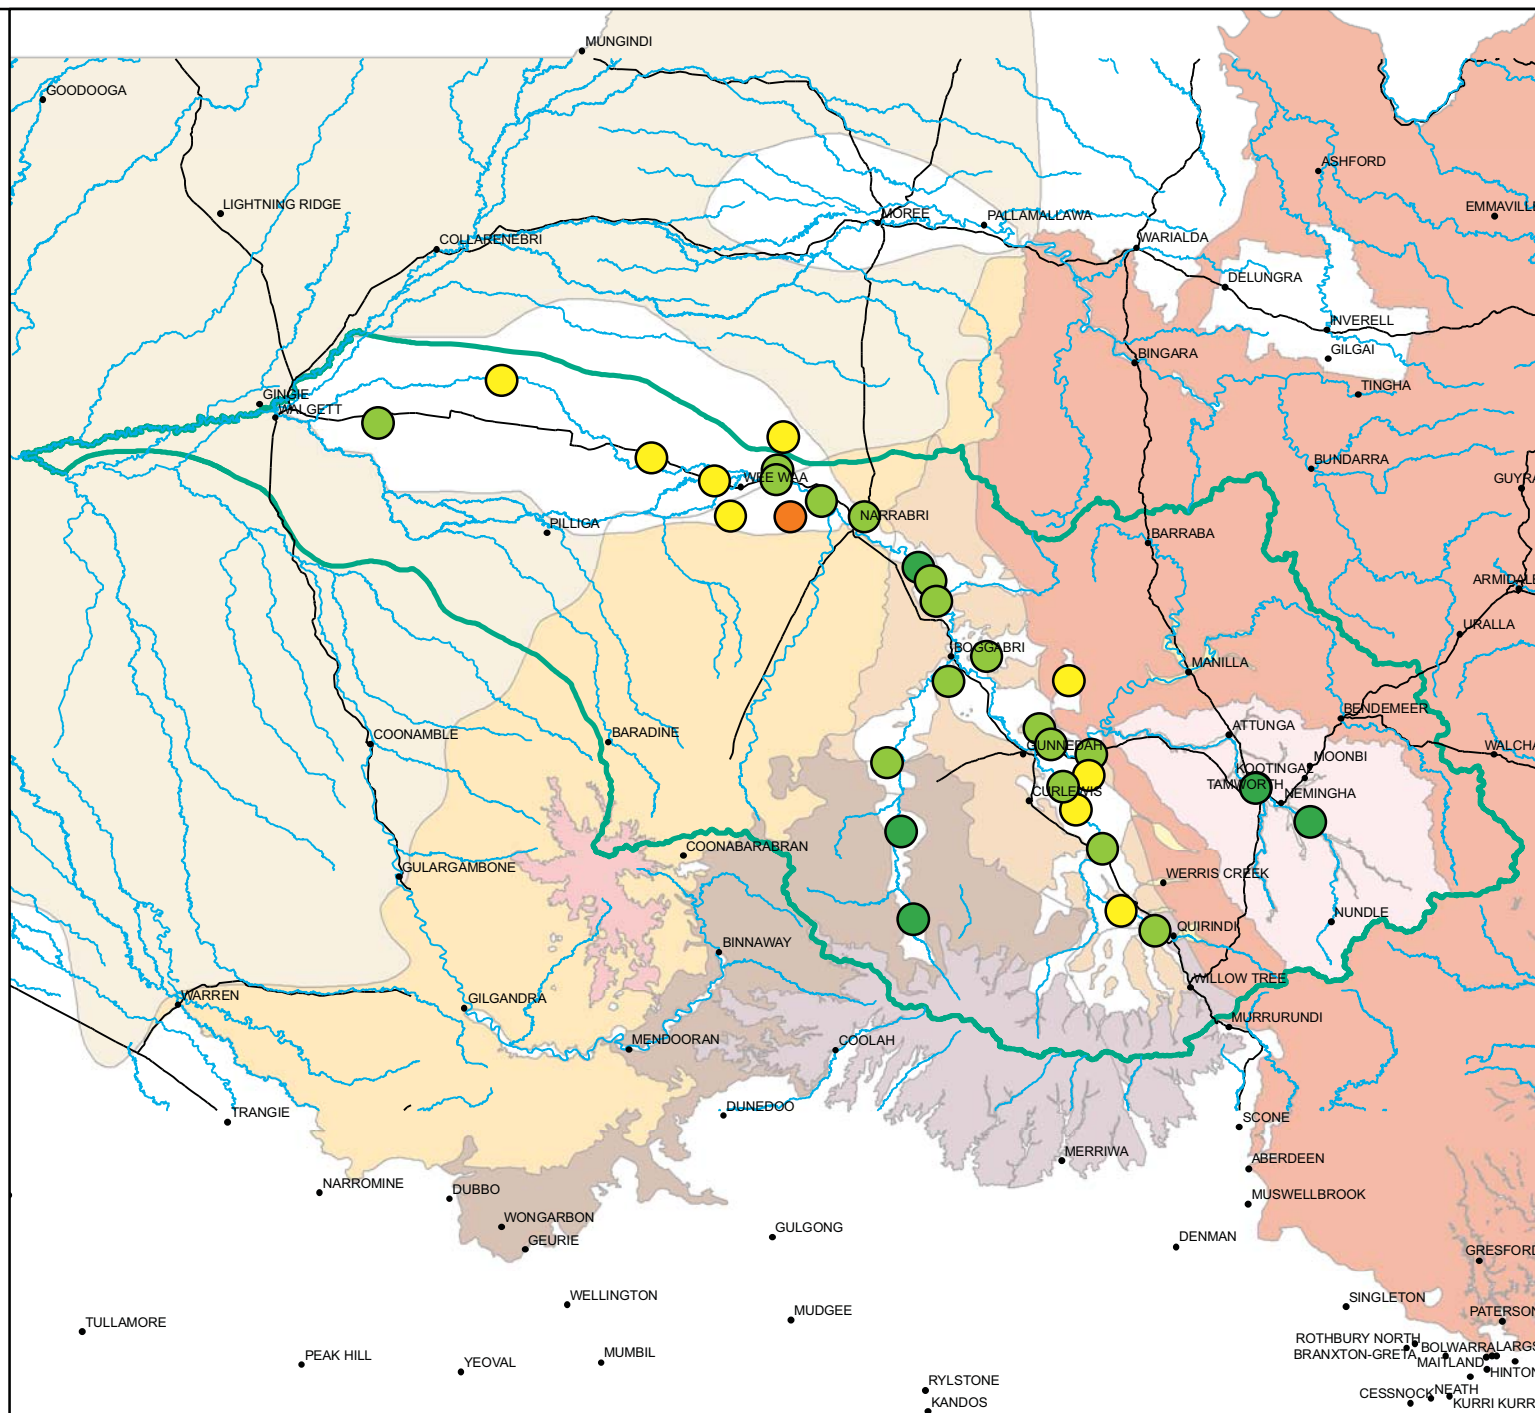 MUNGINDI
GOODOOGA
ASHFORD
LIGHTNING RIDGE
EMMAVILLE
MOREE
PALLAMALLAWA
COLLARENEBRI
WARIALDA
DELUNGRA
INVERELL
GILGAI
BINGARA
TINGHA
GINGIE
WALGETT
BUNDARRA
WEE WAA
GUYRA
NARRABRI
PILLIGA
BARRABA
ARMIDALE
URALLA
BOGGABRI
MANILLA
BENDEMEER
ATTUNGA
COONAMBLE
BARADINE
GUNNEDAH
WALCHA
MOONBI
KOOTINGAL
TAMWORTH
NEMINGHA
CURLEWIS
COONABARABRAN
GULARGAMBONE
WERRIS CREEK
NUNDLE
QUIRINDI
BINNAWAY
WILLOW TREE
WARREN
GILGANDRA
MURRURUNDI
MENDOORAN
COOLAH
TRANGIE
DUNEDOO
SCONE
MERRIWA
ABERDEEN
NARROMINE
DUBBO
MUSWELLBROOK
WONGARBON
GULGONG
GEURIE
DENMAN
GRESFORD
WELLINGTON
SINGLETON
MUDGEE
PATERSON
TULLAMORE
ROTHBURY NORTH
BOLWARRA
LARGS
BRANXTON-GRETA
MAITLAND
HINTON
PEAK HILL
YEOVAL
MUMBIL
RYLSTONE
KANDOS
CESSNOCK
NEATH
KURRI KURR